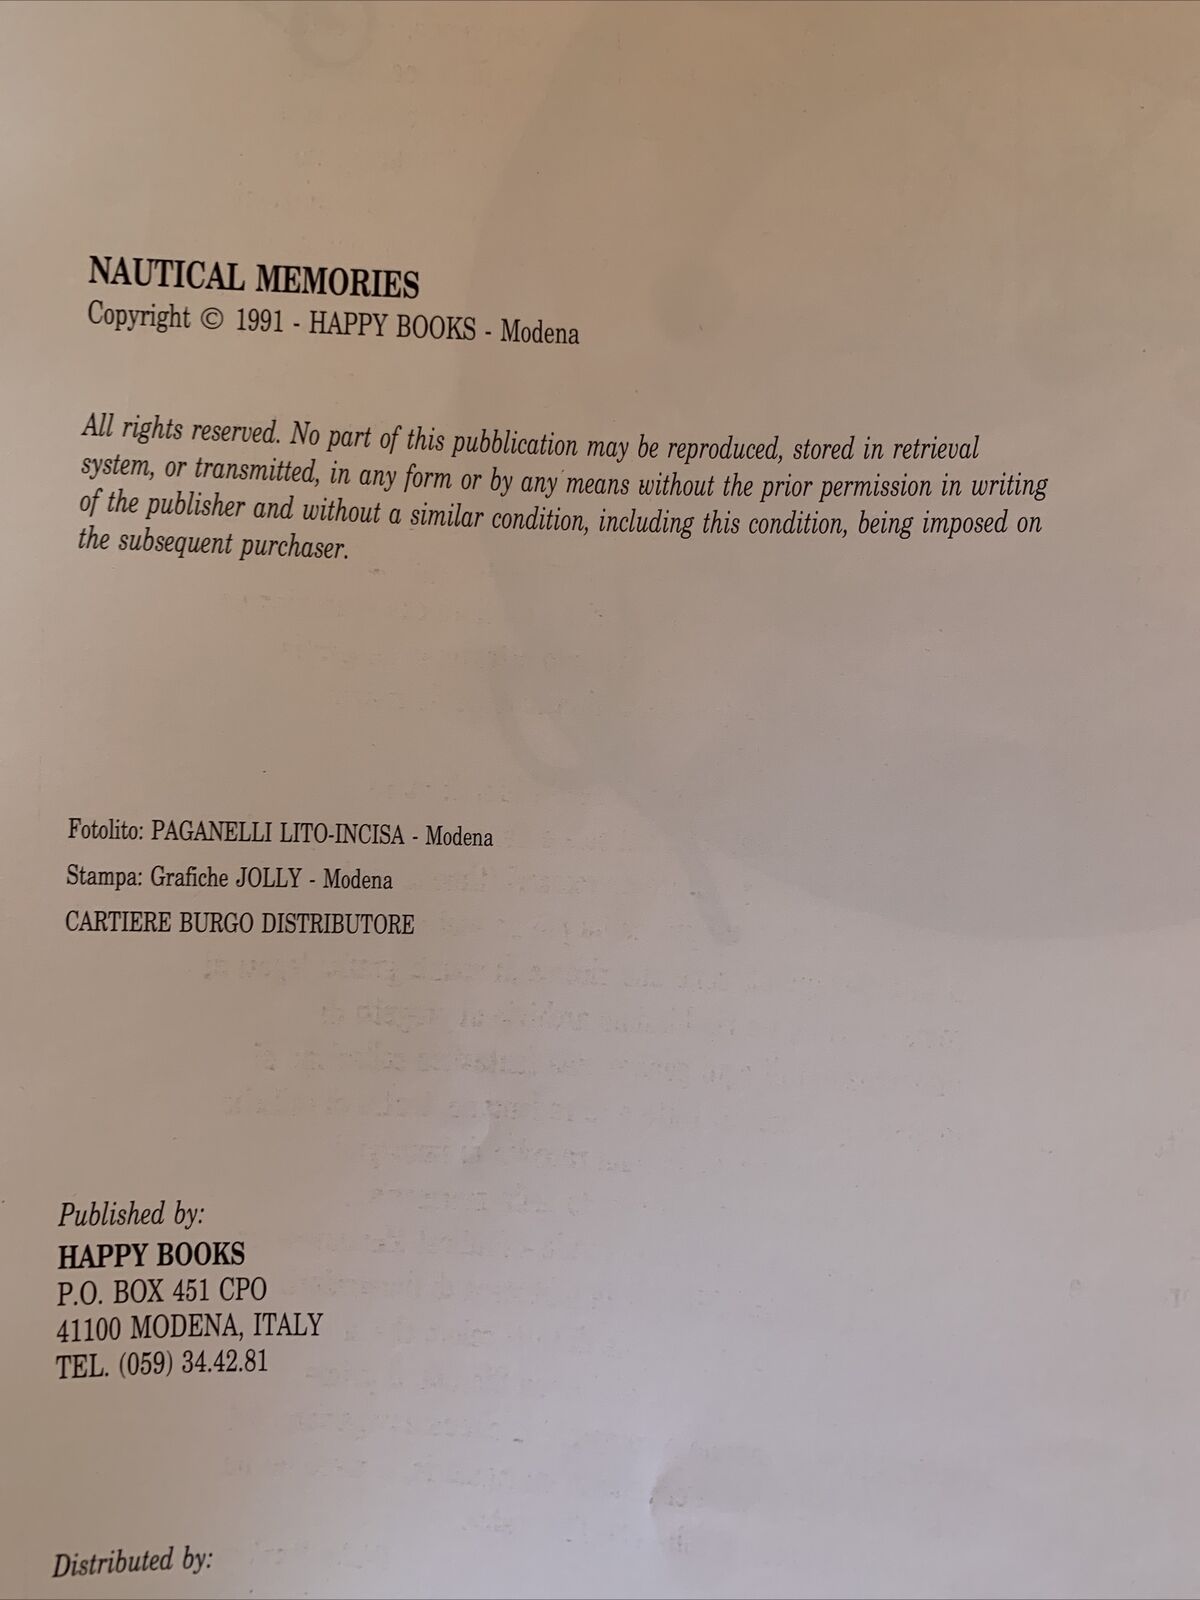 NAUTICAL MEMORIES
Copyright © 1991 - HAPPY BOOKS - Modena
All rights reserved. No part of this pubblication may be reproduced, stored in retrieval
system, or transmitted, in any form or by any means without the prior permission in writing
of the publisher and without a similar condition, including this condition, being imposed on
the subsequent purchaser.
Fotolito: PAGANELLI LITO-INCISA - Modena
Stampa: Grafiche JOLLY - Modena
CARTIERE BURGO DISTRIBUTORE
Published by:
HAPPY BOOKS
P.O. BOX 451 CPO
41100 MODENA, ITALY
TEL. (059) 34.42.81
Distributed by: